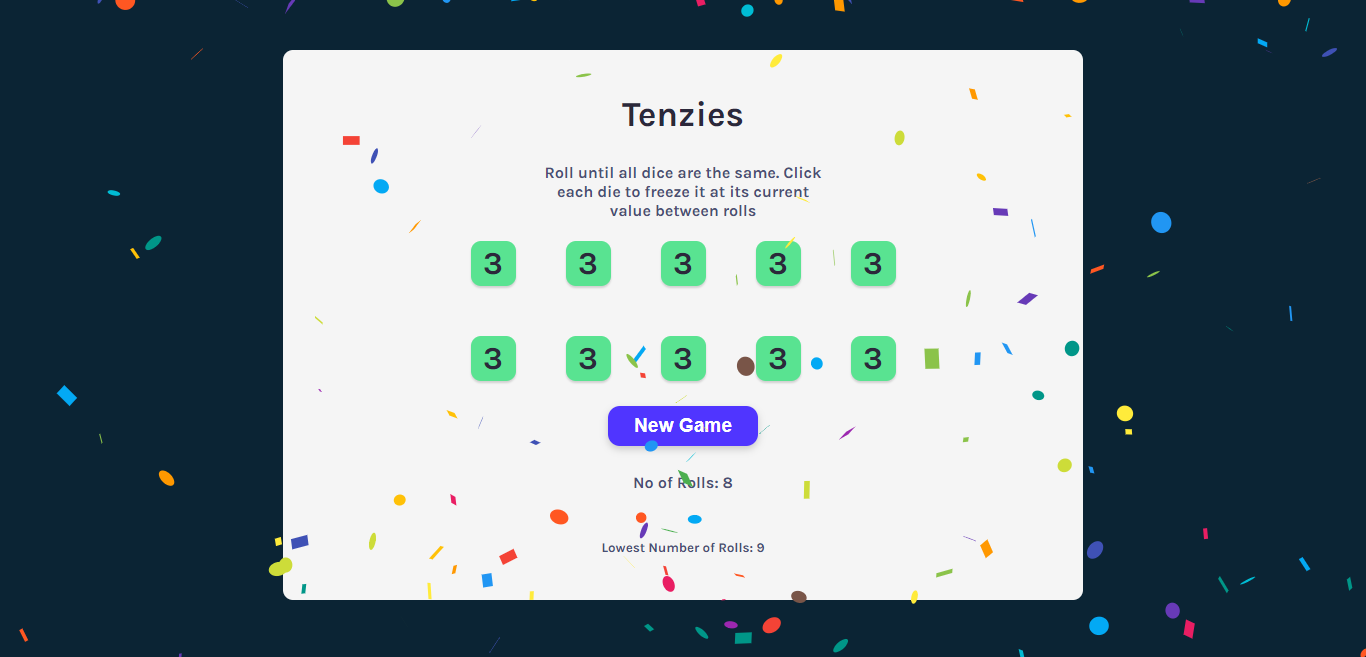 Tenzies
Roll until all dice are the same. Click
each die to freeze it at its current
value between rolls
3 3 3 3 3
3 3 3 3 3
New Game
No of Rolls: 8
Lowest Number of Rolls: 9